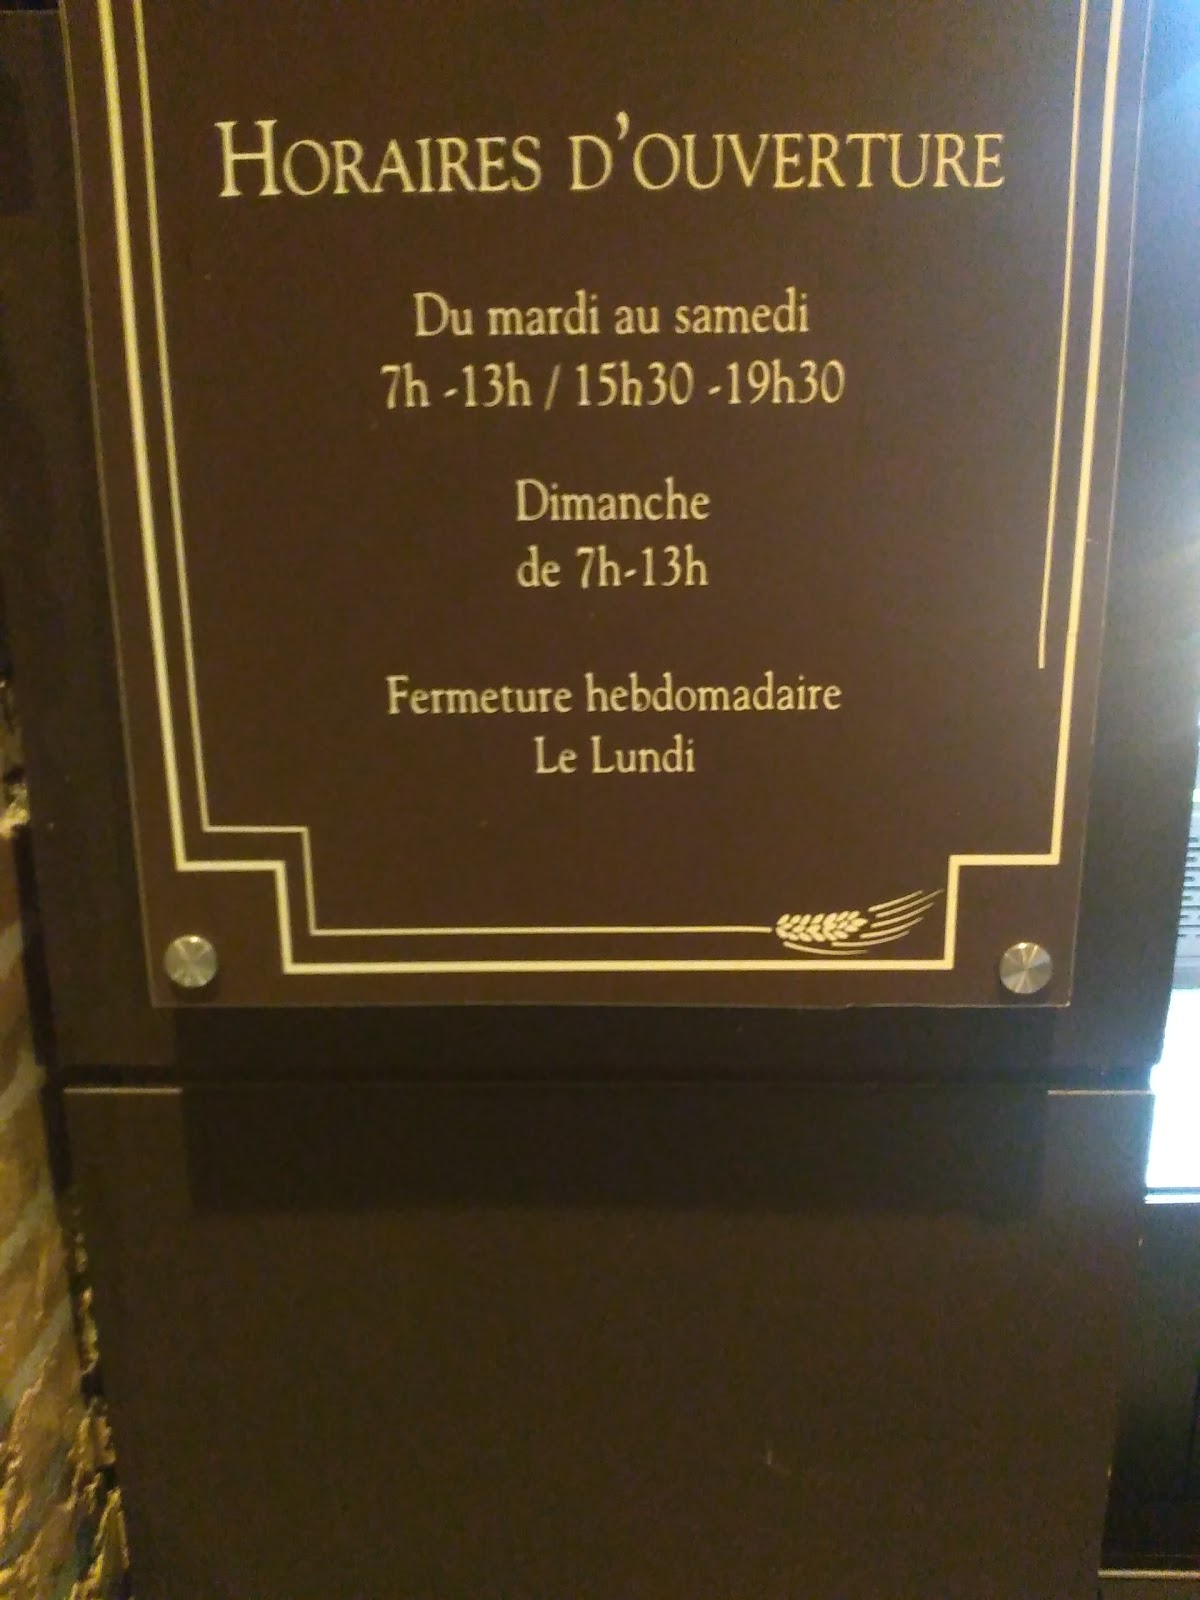 HORAIRES D'OUVERTURE
Du mardi au samedi
7h -13h / 15h30 -19h30
Dimanche
de 7h-13h
Fermeture hebdomadaire
Le Lundi